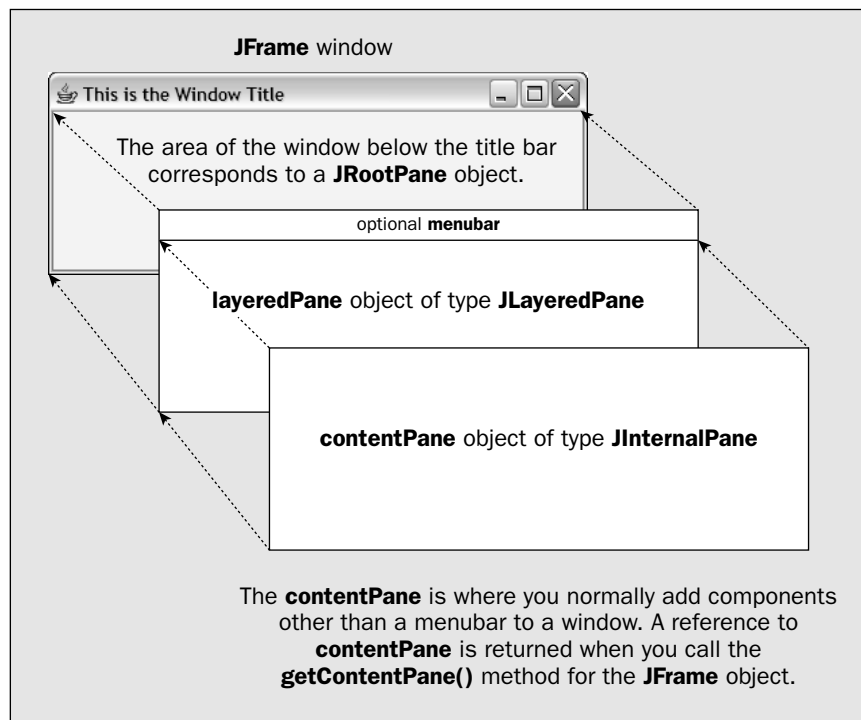 JFrame window
This is the Window Title
The area of the window below the title bar
corresponds to a JRootPane object.
optional menubar
layeredPane object of type JLayeredPane
contentPane object of type JInternalPane
The contentPane is where you normally add components
other than a menubar to a window. A reference to
contentPane is returned when you call the
getContentPane() method for the JFrame object.